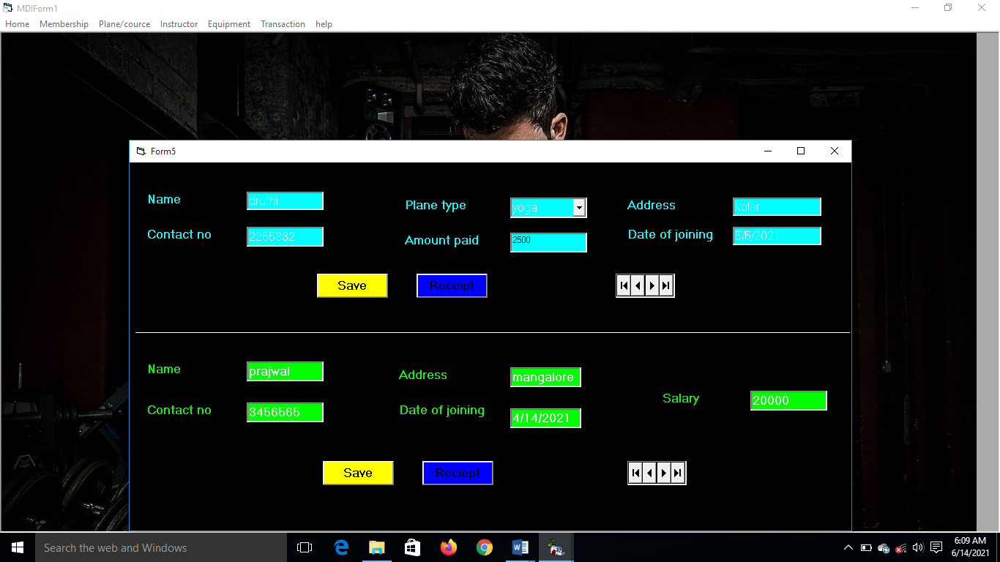 MDIForm1
Home Membership Plane/cource Instructor Equipment Transaction help
Form5
Name druthi Plane type yoga Address kolar
Contact no 2255332 Amount paid 2500 Date of joining 5/5/2021
Save Receipt
Name prajwal Address mangalore Salary 20000
Contact no 3456565 Date of joining 4/14/2021
Save Reciept
Search the web and Windows
6:09 AM
6/14/2021